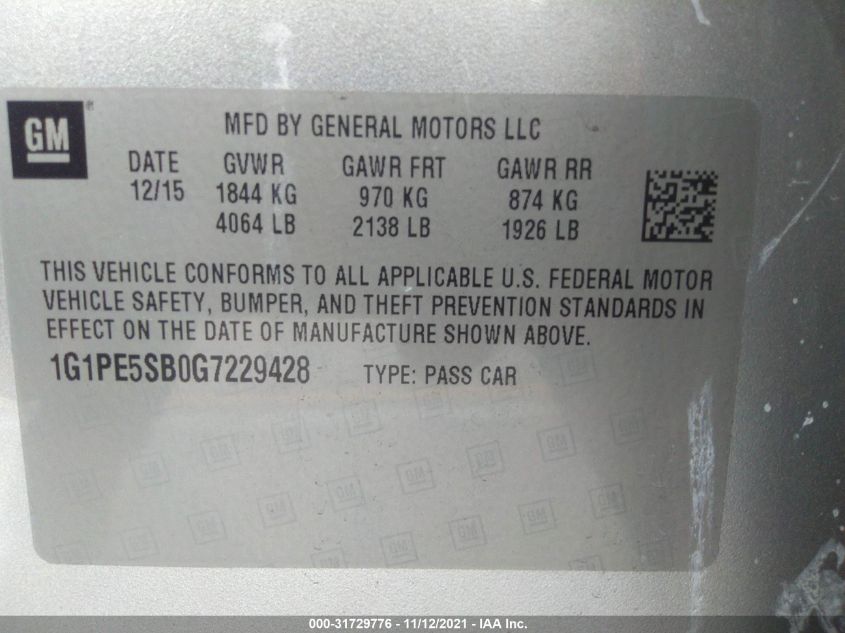 GM®
MFD BY GENERAL MOTORS LLC
DATE GVWR GAWR FRT GAWR RR
12/15 1844 KG 970 KG 874 KG
4064 LB 2138 LB 1926 LB
THIS VEHICLE CONFORMS TO ALL APPLICABLE U.S. FEDERAL MOTOR
VEHICLE SAFETY, BUMPER, AND THEFT PREVENTION STANDARDS IN
EFFECT ON THE DATE OF MANUFACTURE SHOWN ABOVE.
1G1PE5SB0G7229428 TYPE: PASS CAR
000-31729776 - 11/12/2021 - IAA Inc.